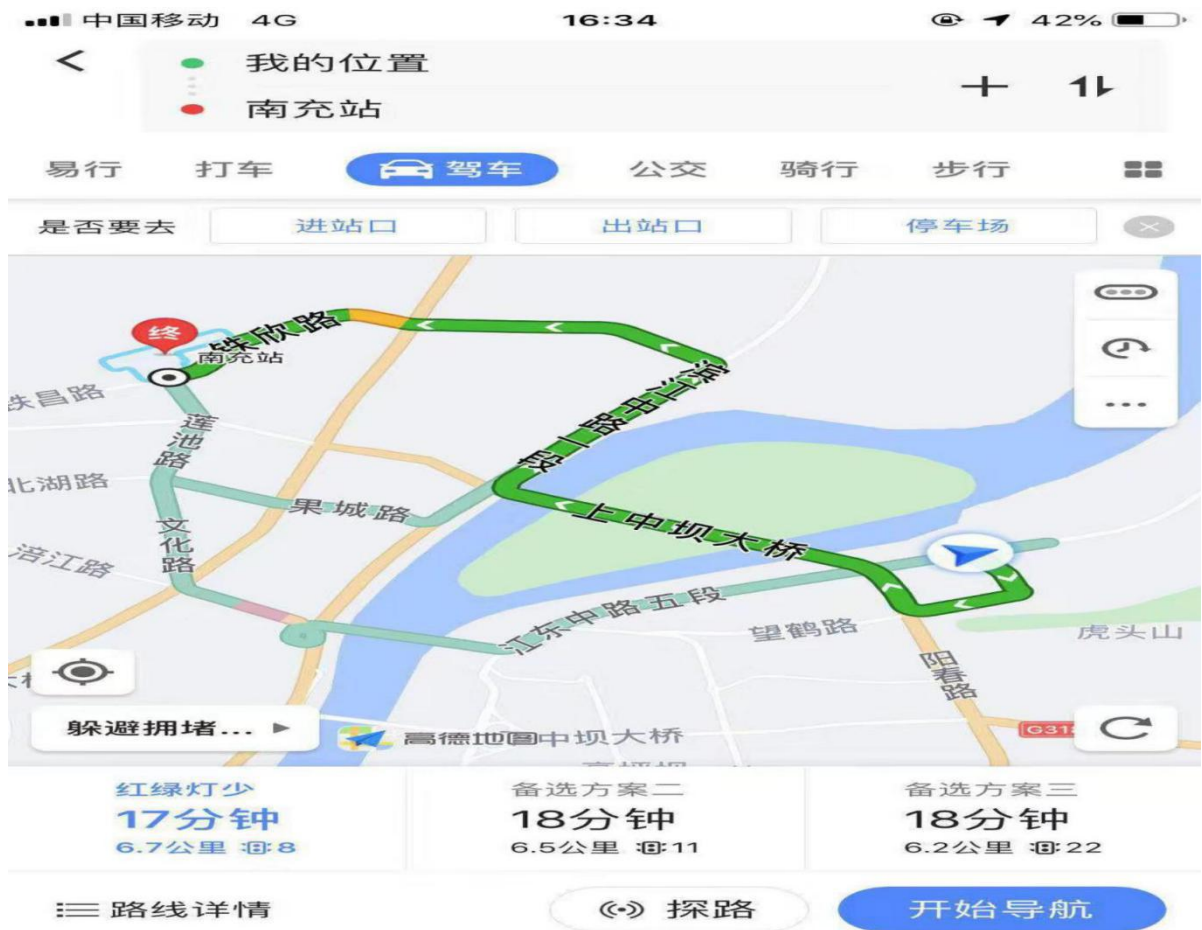 中国移动 4G 16:34 42%
我的位置
南充站
易行 打车 驾车 公交 骑行 步行
是否要去 进站口 出站口 停车场
终
铁欣路
南充站
铁昌路
莲池路
滨江中路一段
北湖路
果城路
上中坝大桥
文化路
涪江路
江东中路五段
望鹤路
虎头山
阳春路
躲避拥堵...
高德地图
中坝大桥
G318
红绿灯少 备选方案二 备选方案三
17分钟 18分钟 18分钟
6.7公里 8 6.5公里 11 6.2公里 22
路线详情 探路 开始导航